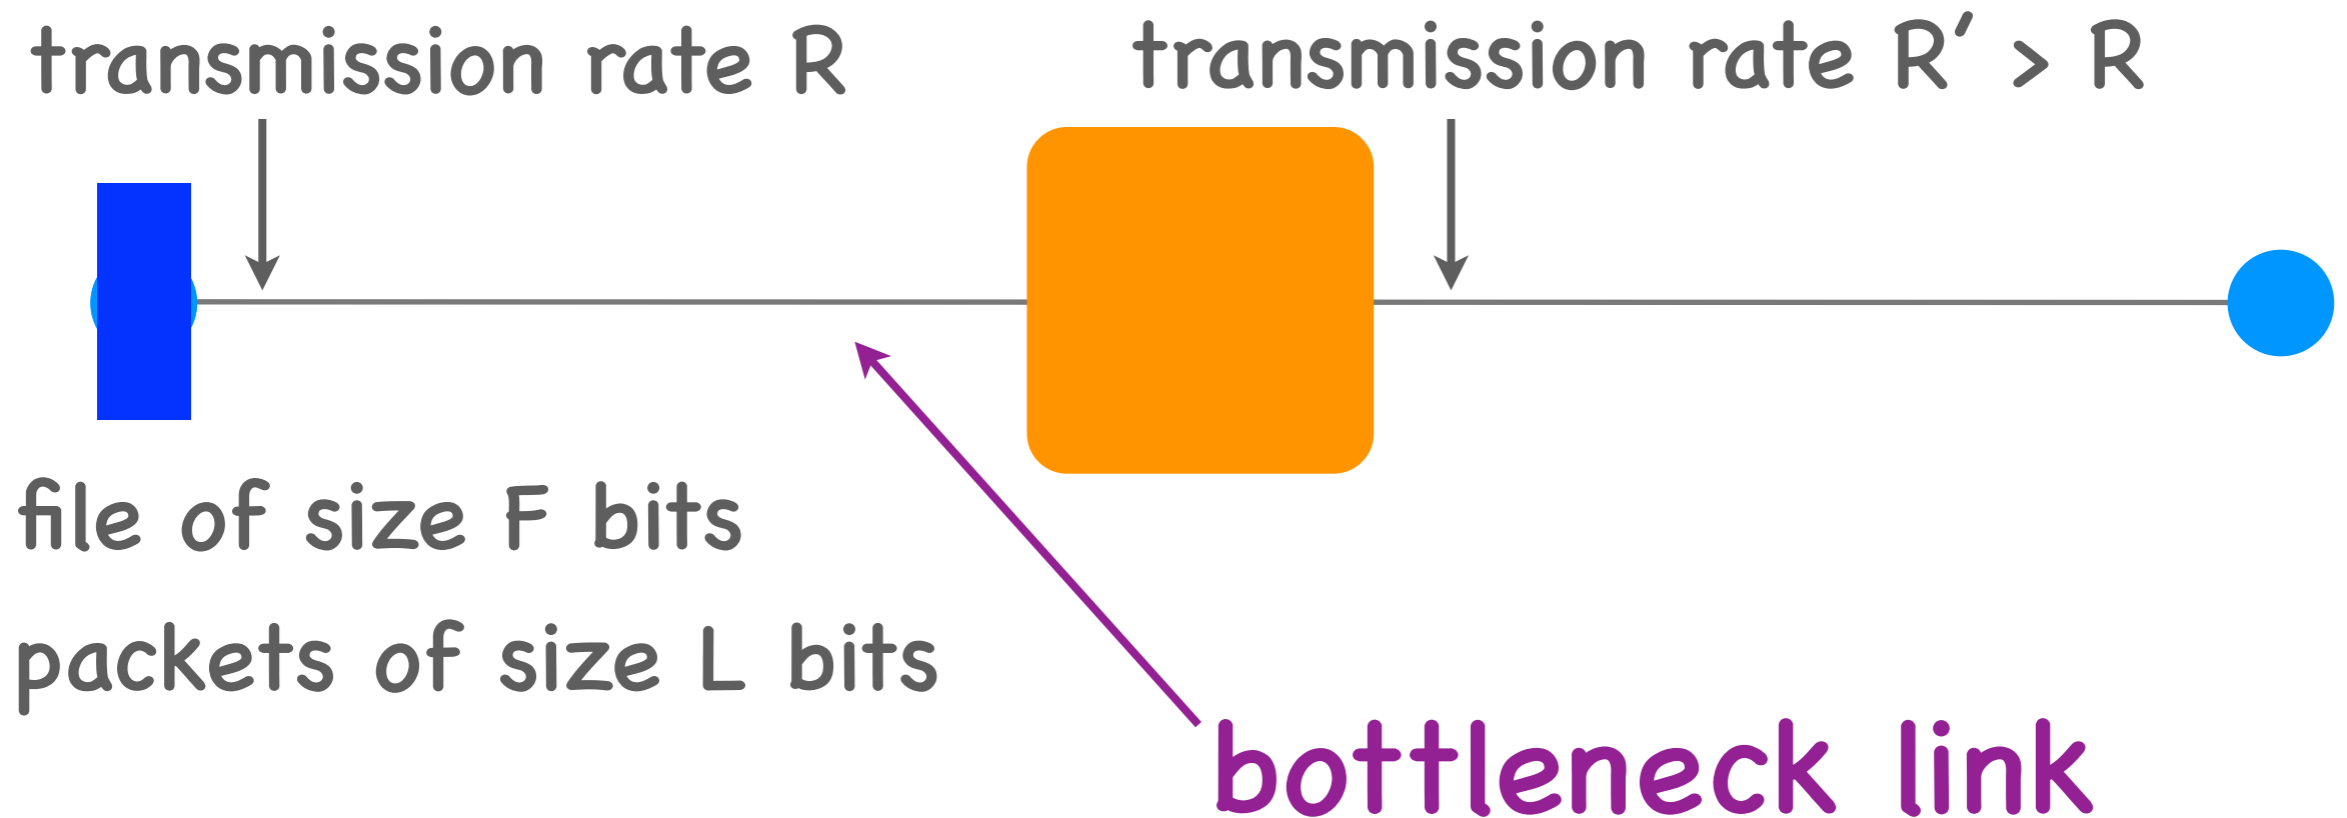 transmission rate R
transmission rate R′ > R
file of size F bits
packets of size L bits
bottleneck link